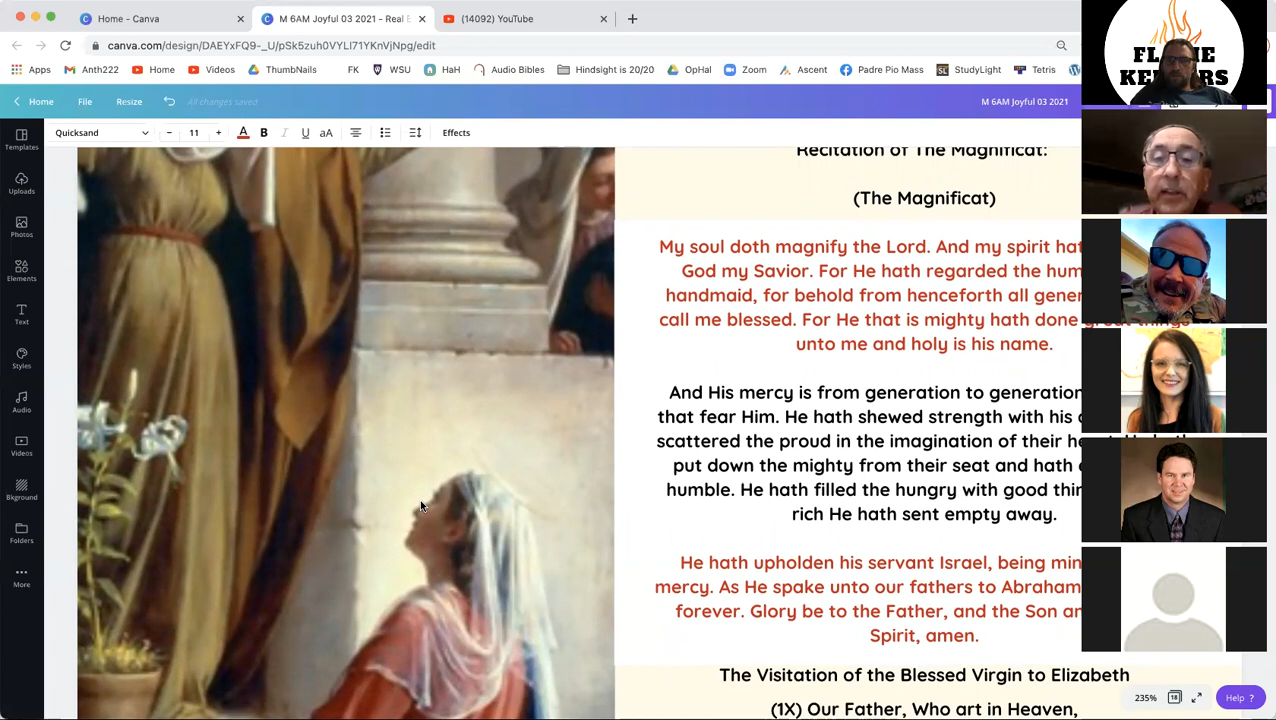 Home - Canva
M 6AM Joyful 03 2021 - Real E
(14092) YouTube
canva.com/design/DAEYxFQ9-_U/pSk5zuh0VYLI71YKnVjNpg/edit
Apps
Anth222
Home
Videos
ThumbNails
FK
WSU
HaH
Audio Bibles
Hindsight is 20/20
OpHal
Zoom
Ascent
Padre Pio Mass
StudyLight
Tetris
Home
File
Resize
All changes saved
M 6AM Joyful 03 2021
Quicksand
11
B
I
U
aA
Effects
Templates
Uploads
Photos
Elements
Text
Styles
Audio
Videos
Bkground
Folders
More
Recitation of The Magnificat:
(The Magnificat)
My soul doth magnify the Lord. And my spirit hat
God my Savior. For He hath regarded the hum
handmaid, for behold from henceforth all gener
call me blessed. For He that is mighty hath done great things
unto me and holy is his name.
And His mercy is from generation to generation
that fear Him. He hath shewed strength with his
scattered the proud in the imagination of their
put down the mighty from their seat and hath
humble. He hath filled the hungry with good thin
rich He hath sent empty away.
He hath upholden his servant Israel, being min
mercy. As He spake unto our fathers to Abraham
forever. Glory be to the Father, and the Son an
Spirit, amen.
The Visitation of the Blessed Virgin to Elizabeth
(1X) Our Father, Who art in Heaven,
235%
18
Help ?